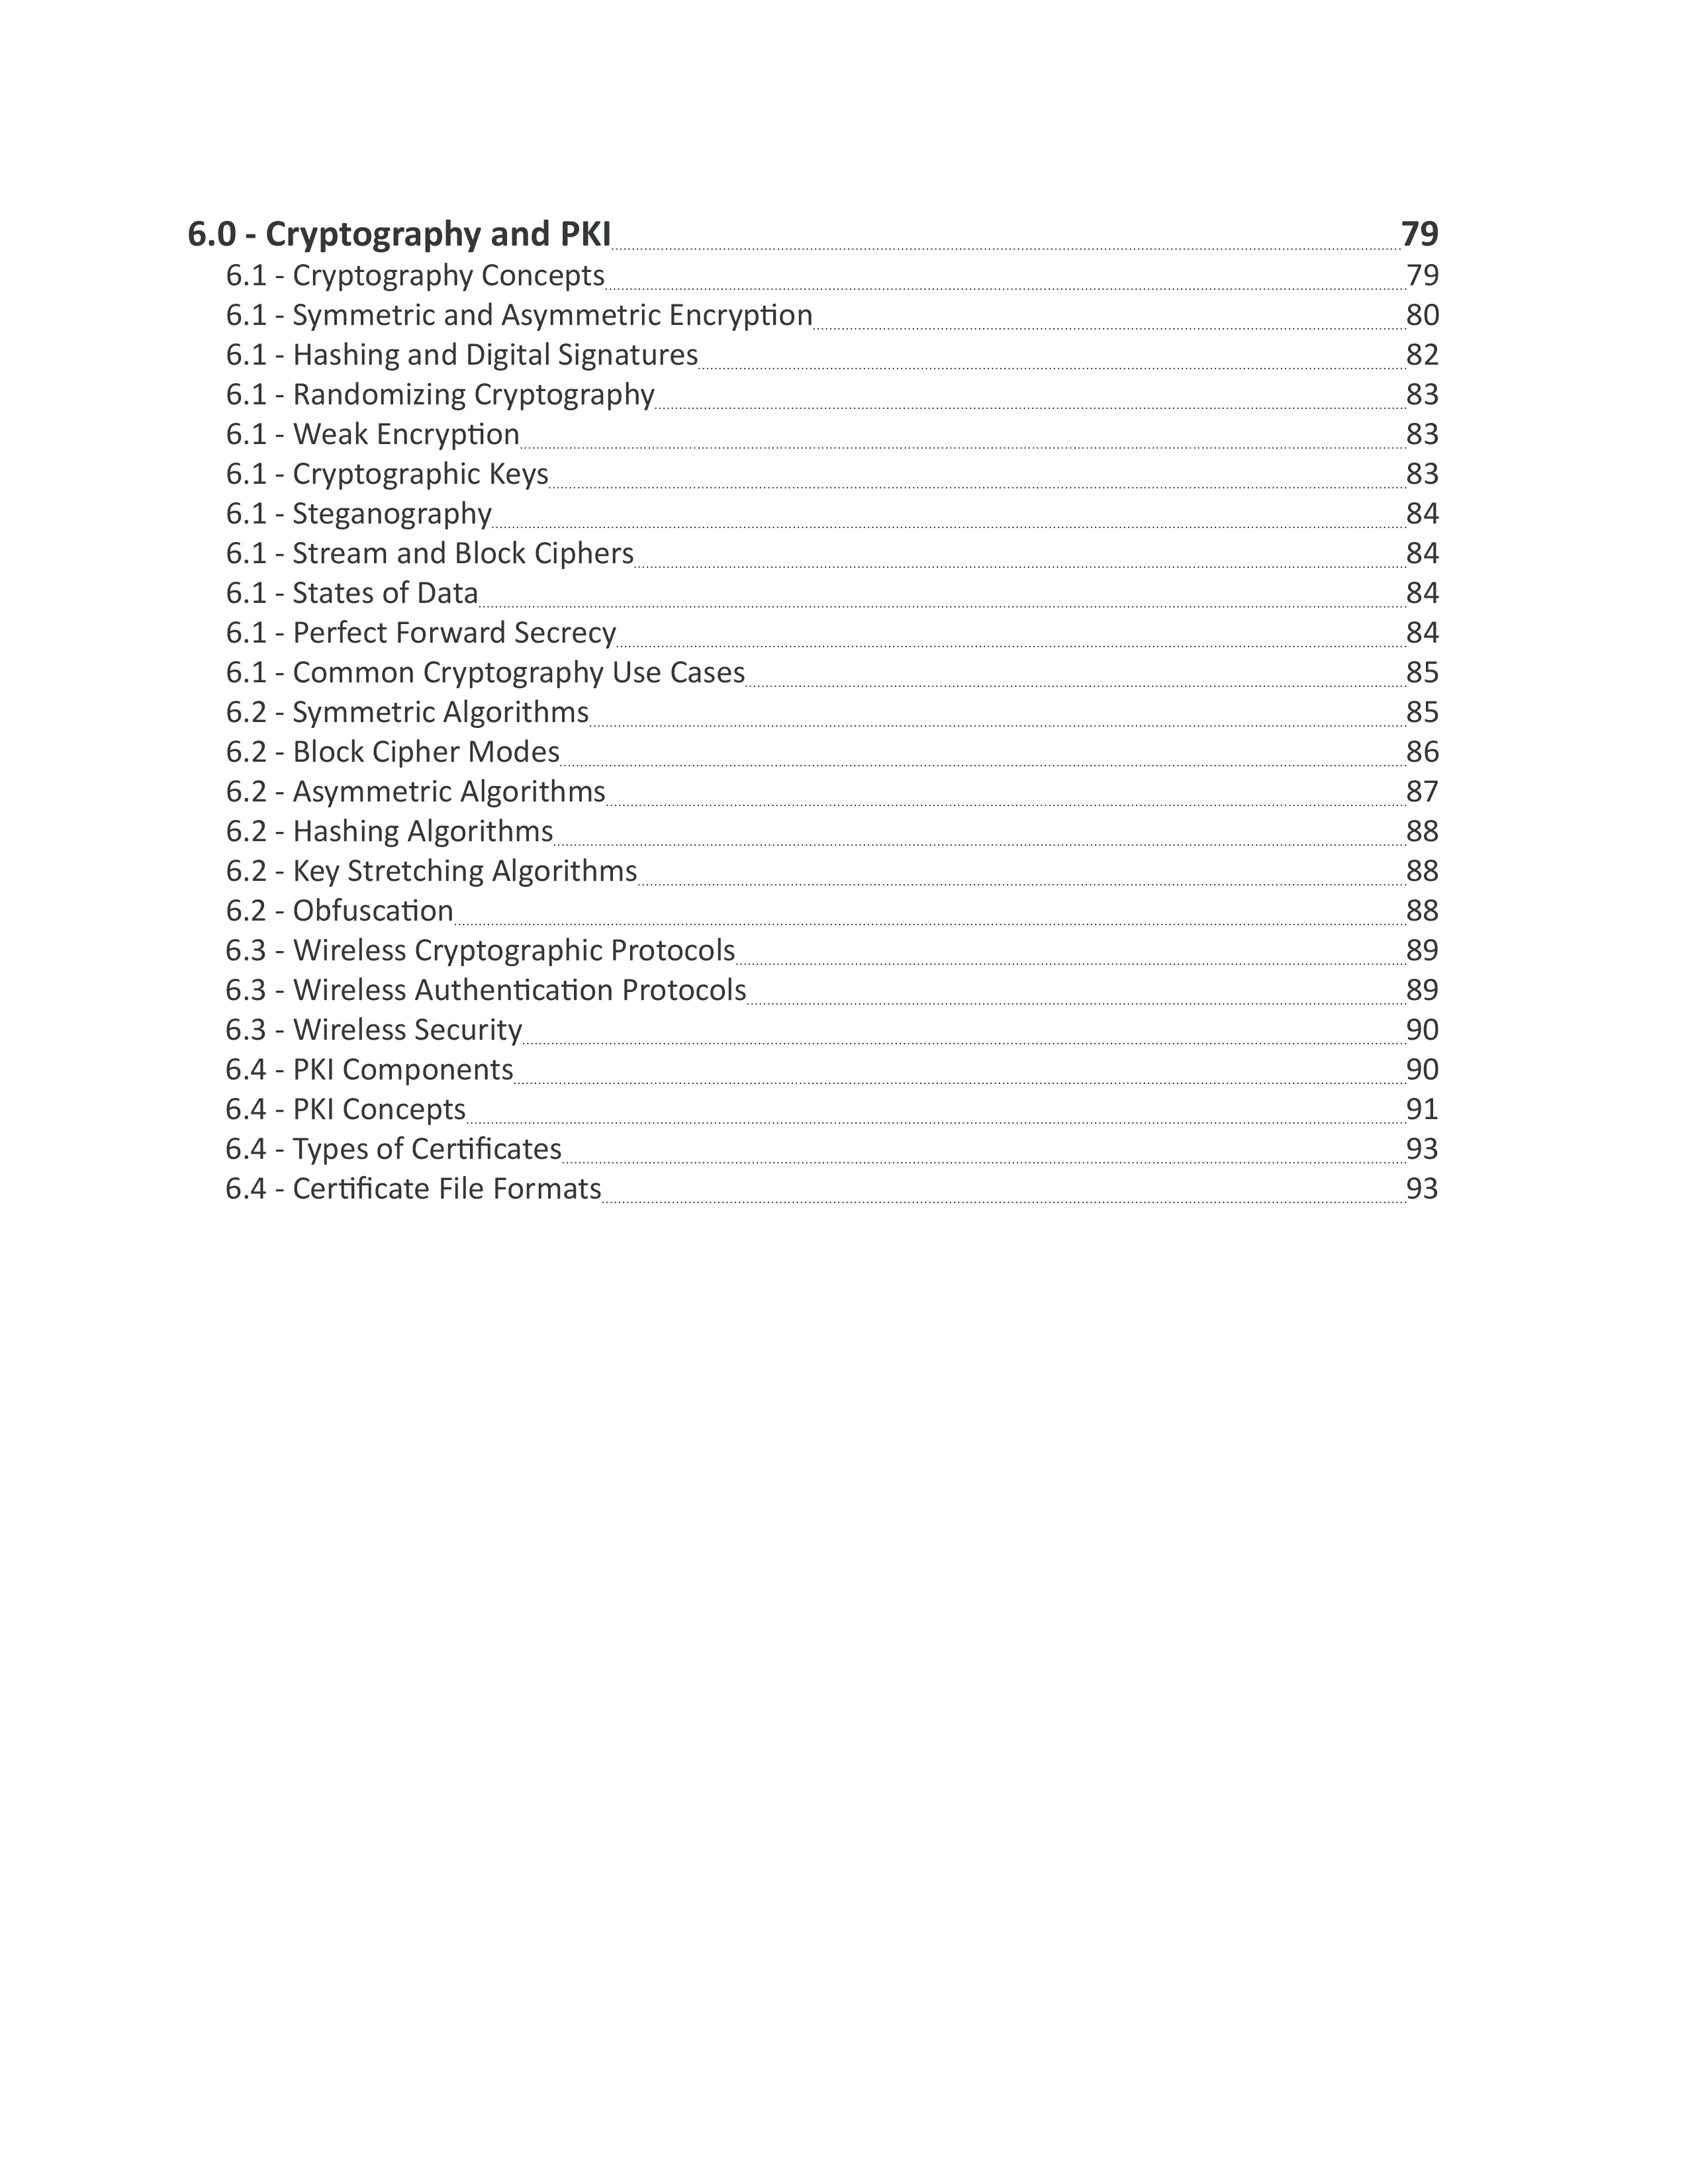 6.0 - Cryptography and PKI 79
6.1 - Cryptography Concepts 79
6.1 - Symmetric and Asymmetric Encryption 80
6.1 - Hashing and Digital Signatures 82
6.1 - Randomizing Cryptography 83
6.1 - Weak Encryption 83
6.1 - Cryptographic Keys 83
6.1 - Steganography 84
6.1 - Stream and Block Ciphers 84
6.1 - States of Data 84
6.1 - Perfect Forward Secrecy 84
6.1 - Common Cryptography Use Cases 85
6.2 - Symmetric Algorithms 85
6.2 - Block Cipher Modes 86
6.2 - Asymmetric Algorithms 87
6.2 - Hashing Algorithms 88
6.2 - Key Stretching Algorithms 88
6.2 - Obfuscation 88
6.3 - Wireless Cryptographic Protocols 89
6.3 - Wireless Authentication Protocols 89
6.3 - Wireless Security 90
6.4 - PKI Components 90
6.4 - PKI Concepts 91
6.4 - Types of Certificates 93
6.4 - Certificate File Formats 93